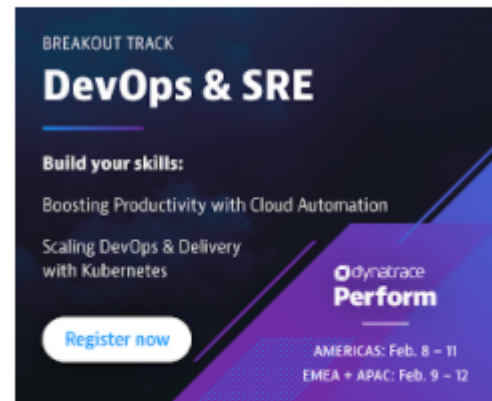 BREAKOUT TRACK
DevOps & SRE
Build your skills:
Boosting Productivity with Cloud Automation
Scaling DevOps & Delivery
with Kubernetes
Register now
dynatrace
Perform
AMERICAS: Feb. 8 – 11
EMEA + APAC: Feb. 9 – 12